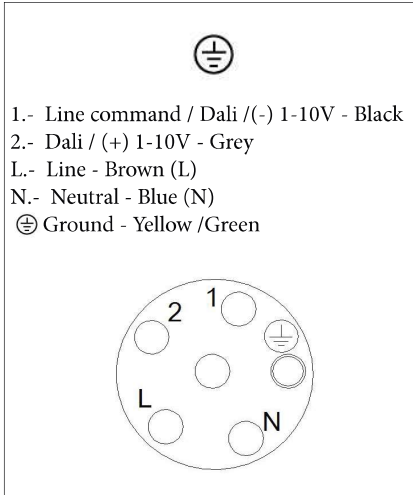 1.- Line command / Dali /(-) 1-10V - Black
2.- Dali / (+) 1-10V - Grey
L.- Line - Brown (L)
N.- Neutral - Blue (N)
Ground - Yellow /Green
1
2
L
N